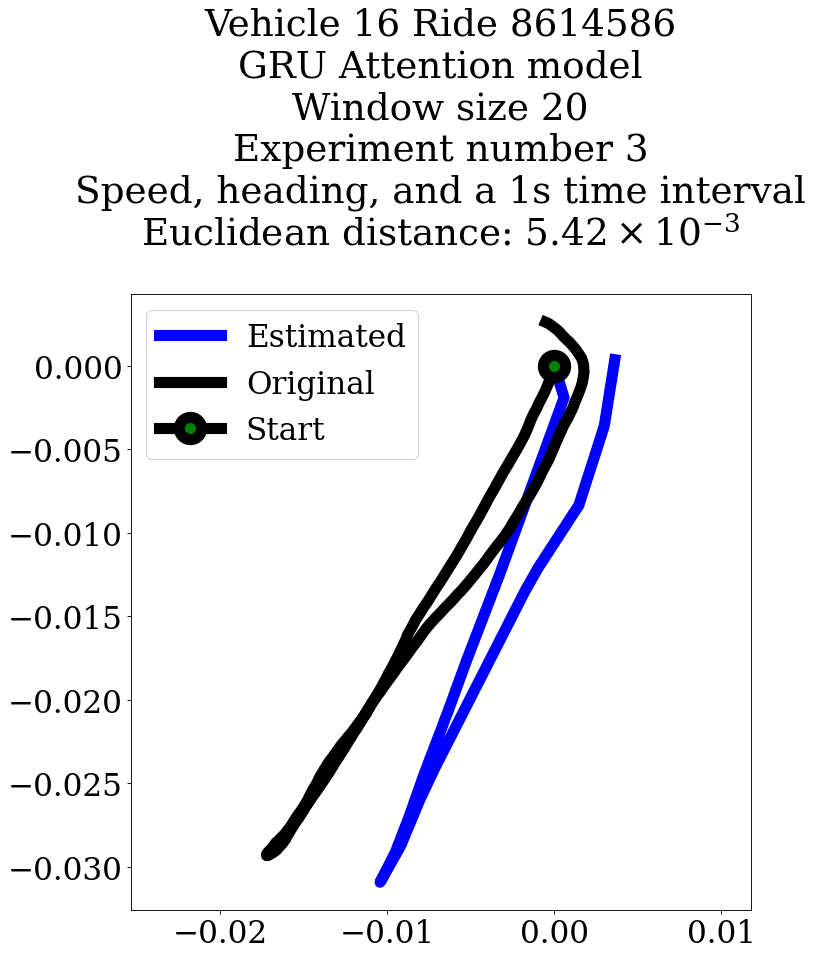 Vehicle 16 Ride 8614586
GRU Attention model
Window size 20
Experiment number 3
Speed, heading, and a 1s time interval
Euclidean distance: 5.42 × 10⁻³
Estimated
Original
Start
0.000
−0.005
−0.010
−0.015
−0.020
−0.025
−0.030
−0.02 −0.01 0.00 0.01